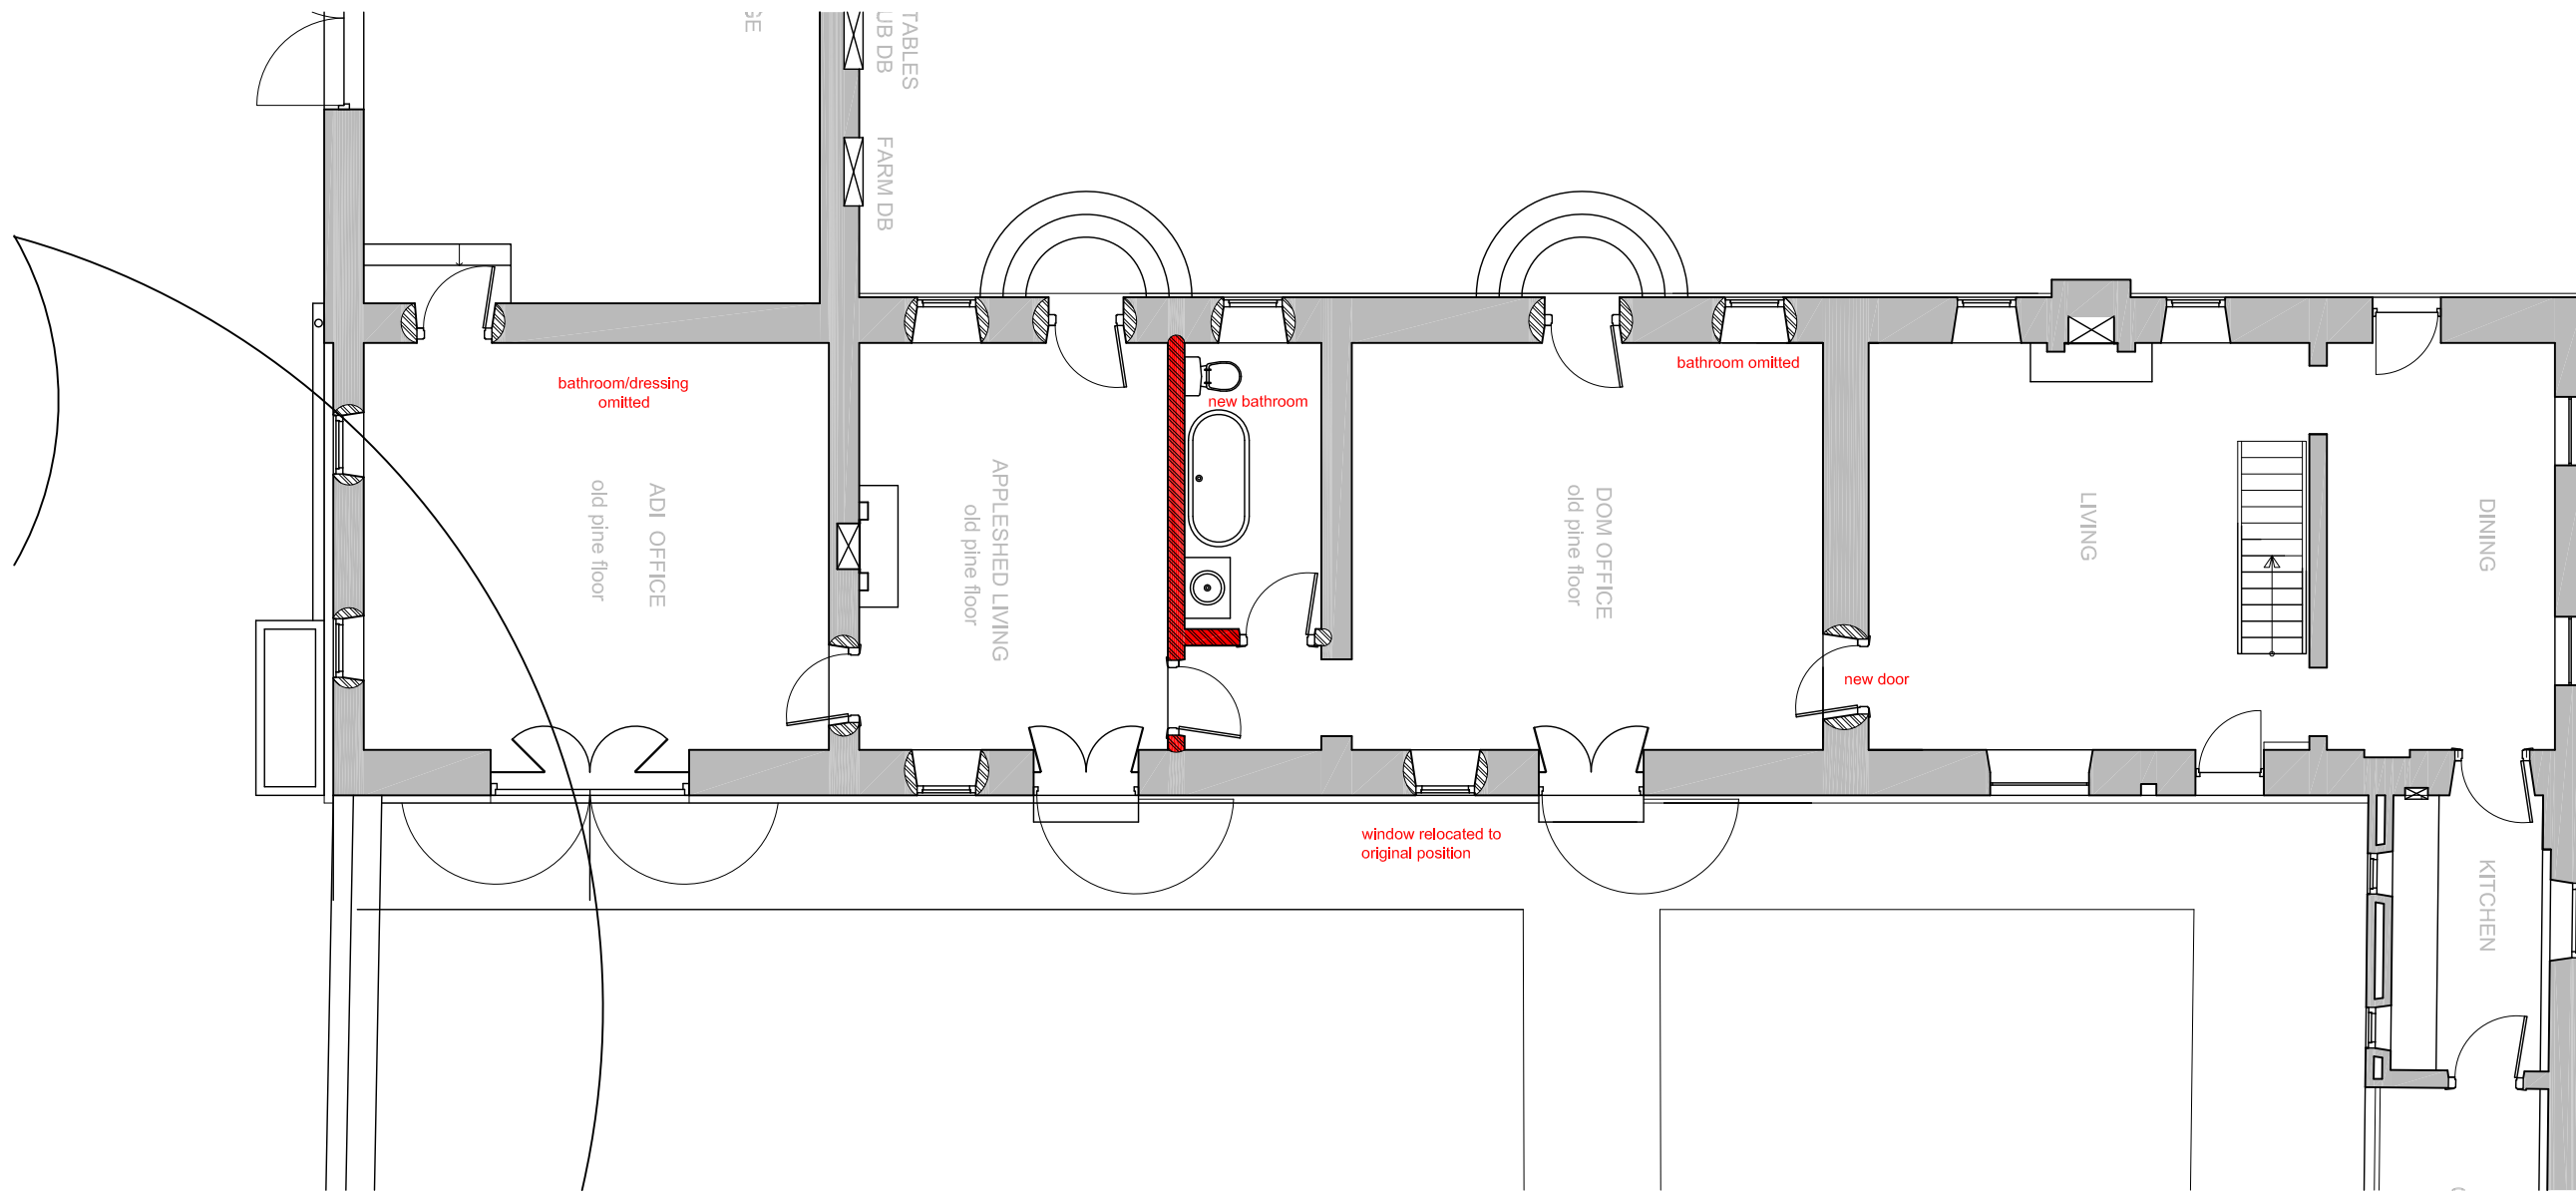 TABLES
UB DB
FARM DB
bathroom/dressing
omitted
new bathroom
bathroom omitted
ADI OFFICE
old pine floor
APPLESHED LIVING
old pine floor
DOM OFFICE
old pine floor
LIVING
DINING
new door
window relocated to
original position
KITCHEN